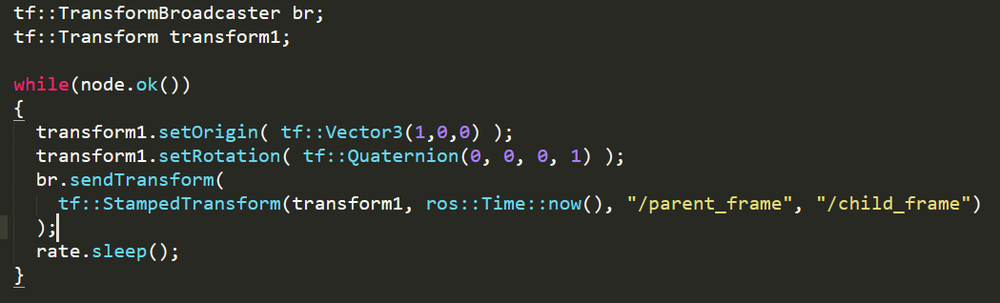 tf::TransformBroadcaster br;
tf::Transform transform1;
while(node.ok())
{
transform1.setOrigin( tf::Vector3(1,0,0) );
transform1.setRotation( tf::Quaternion(0, 0, 0, 1) );
br.sendTransform(
tf::StampedTransform(transform1, ros::Time::now(), "/parent_frame", "/child_frame")
);
rate.sleep();
}